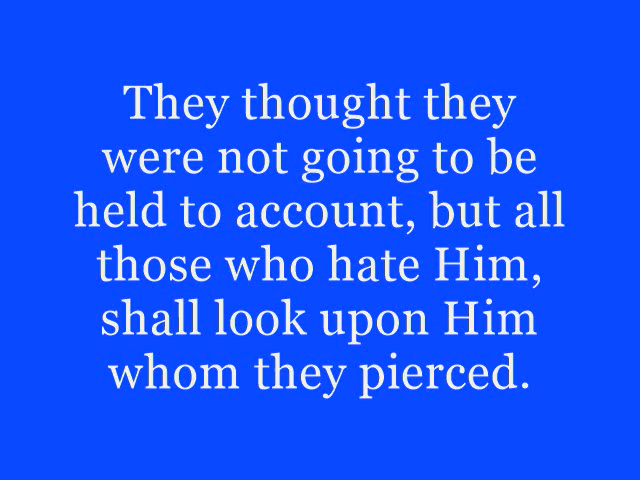 They thought they
were not going to be
held to account, but all
those who hate Him,
shall look upon Him
whom they pierced.